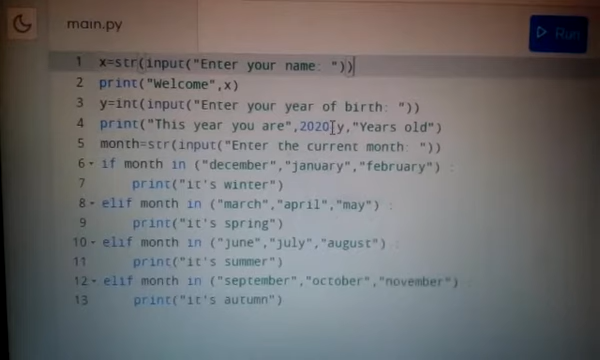 main.py
Run
1 x=str(input("Enter your name: "))
2 print("Welcome",x)
3 y=int(input("Enter your year of birth: "))
4 print("This year you are",2020-y,"Years old")
5 month=str(input("Enter the current month: "))
6 if month in ("december","january","february") :
7 print("it's winter")
8 elif month in ("march","april","may") :
9 print("it's spring")
10 elif month in ("june","july","august") :
11 print("it's summer")
12 elif month in ("september","october","november") :
13 print("it's autumn")